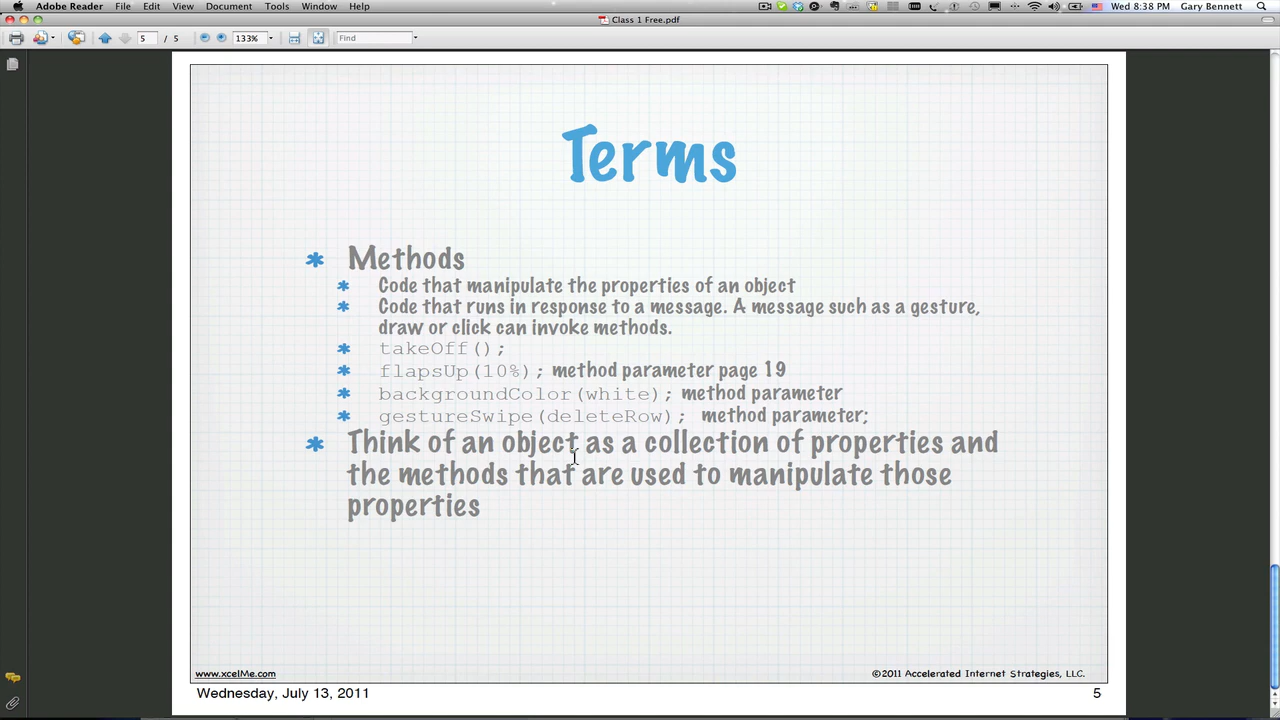 Adobe Reader File Edit View Document Tools Window Help Wed 8:38 PM Gary Bennett
Class 1 Free.pdf
5 / 5 133% Find
Terms
* Methods
* Code that manipulate the properties of an object
* Code that runs in response to a message. A message such as a gesture,
draw or click can invoke methods.
* takeOff();
* flapsUp(10%); method parameter page 19
* backgroundColor(white); method parameter
* gestureSwipe(deleteRow); method parameter;
* Think of an object as a collection of properties and
the methods that are used to manipulate those
properties
www.xcelMe.com ©2011 Accelerated Internet Strategies, LLC.
Wednesday, July 13, 2011 5